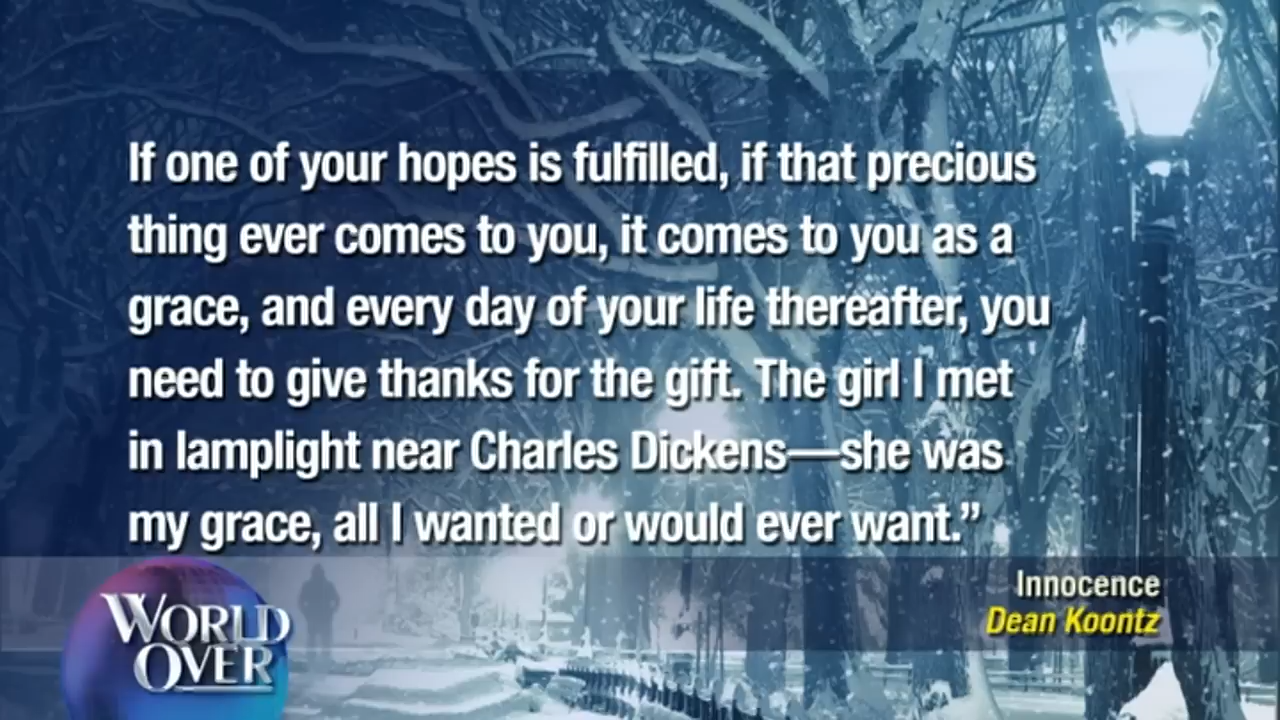 If one of your hopes is fulfilled, if that precious
thing ever comes to you, it comes to you as a
grace, and every day of your life thereafter, you
need to give thanks for the gift. The girl I met
in lamplight near Charles Dickens—she was
my grace, all I wanted or would ever want.”
Innocence
Dean Koontz
WORLD
OVER